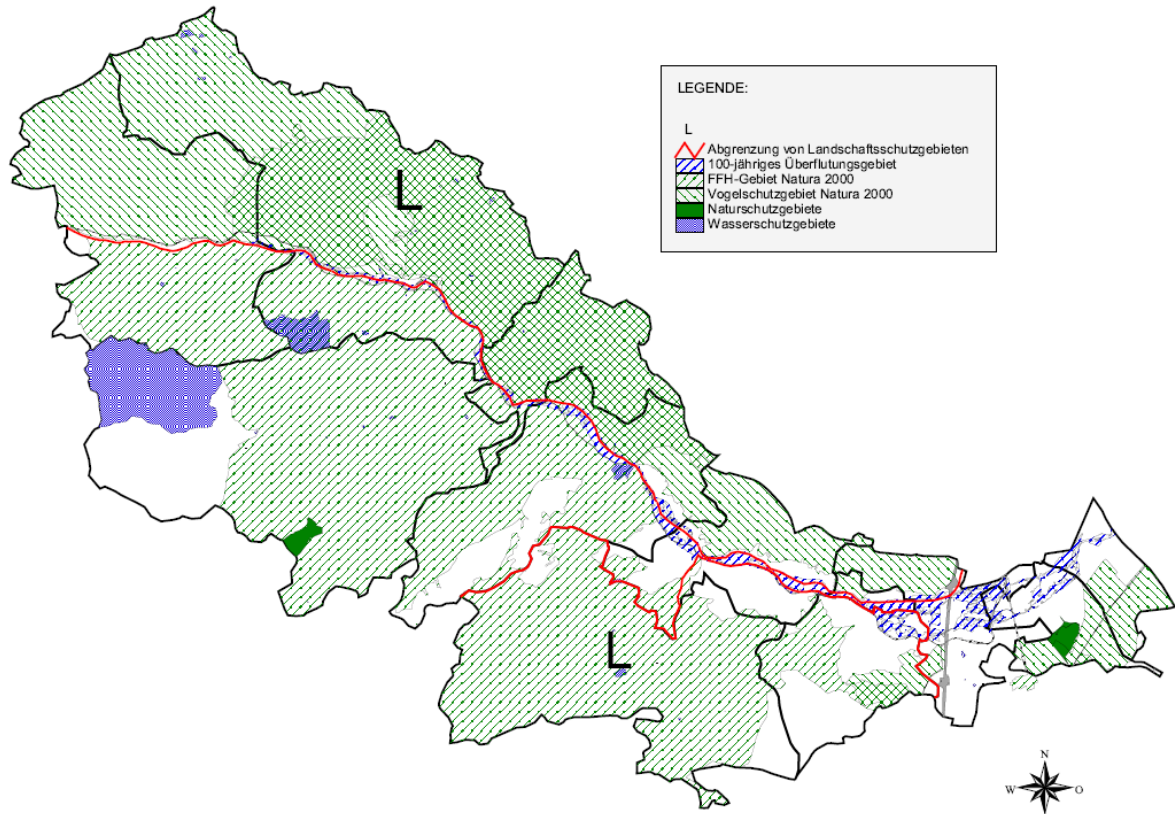 LEGENDE:
L
Abgrenzung von Landschaftsschutzgebieten
100-jähriges Überflutungsgebiet
FFH-Gebiet Natura 2000
Vogelschutzgebiet Natura 2000
Naturschutzgebiete
Wasserschutzgebiete
L
L
N
W O
S